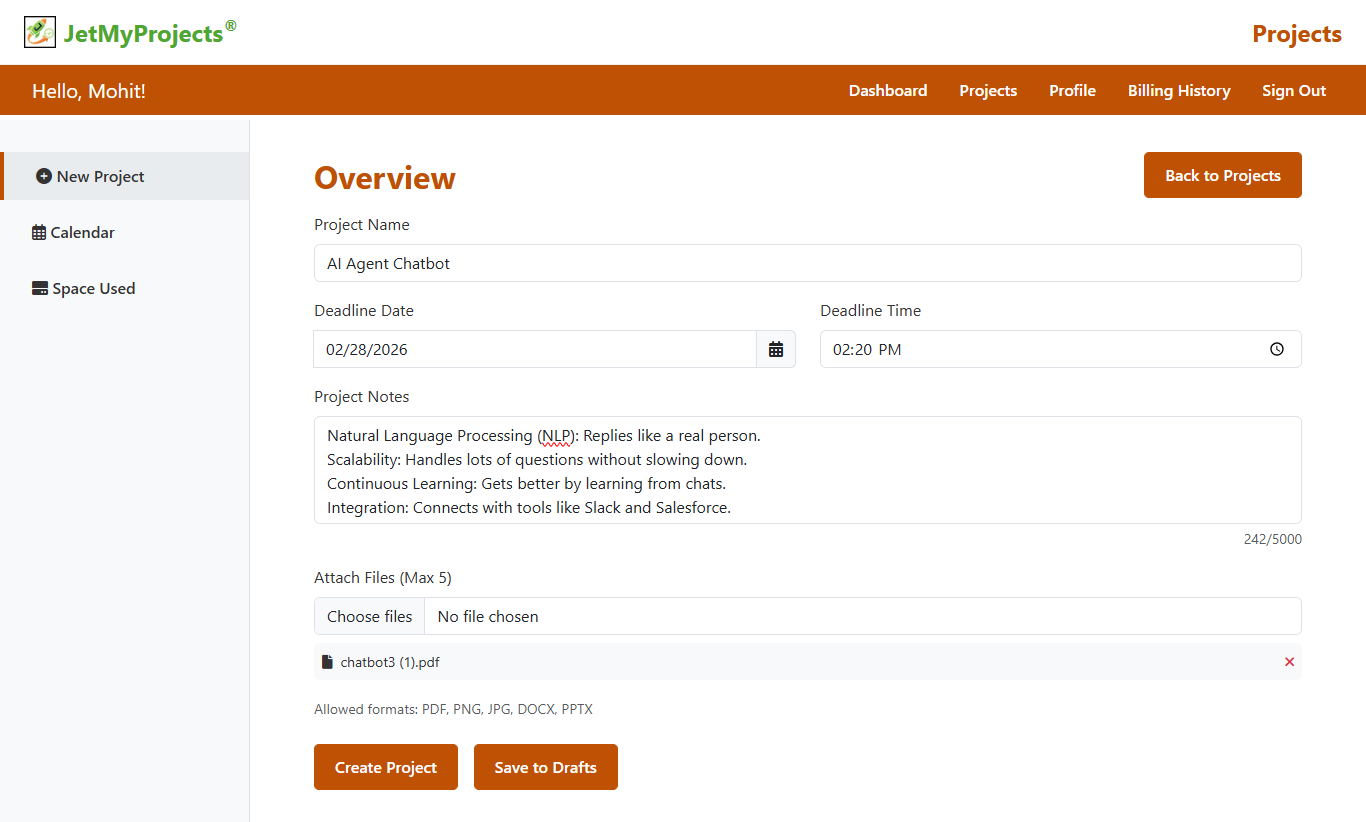 JetMyProjects®
Projects
Hello, Mohit!
Dashboard
Projects
Profile
Billing History
Sign Out
New Project
Calendar
Space Used
Overview
Back to Projects
Project Name
AI Agent Chatbot
Deadline Date
Deadline Time
02/28/2026
02:20 PM
Project Notes
Natural Language Processing (NLP): Replies like a real person.
Scalability: Handles lots of questions without slowing down.
Continuous Learning: Gets better by learning from chats.
Integration: Connects with tools like Slack and Salesforce.
242/5000
Attach Files (Max 5)
Choose files
No file chosen
chatbot3 (1).pdf
Allowed formats: PDF, PNG, JPG, DOCX, PPTX
Create Project
Save to Drafts